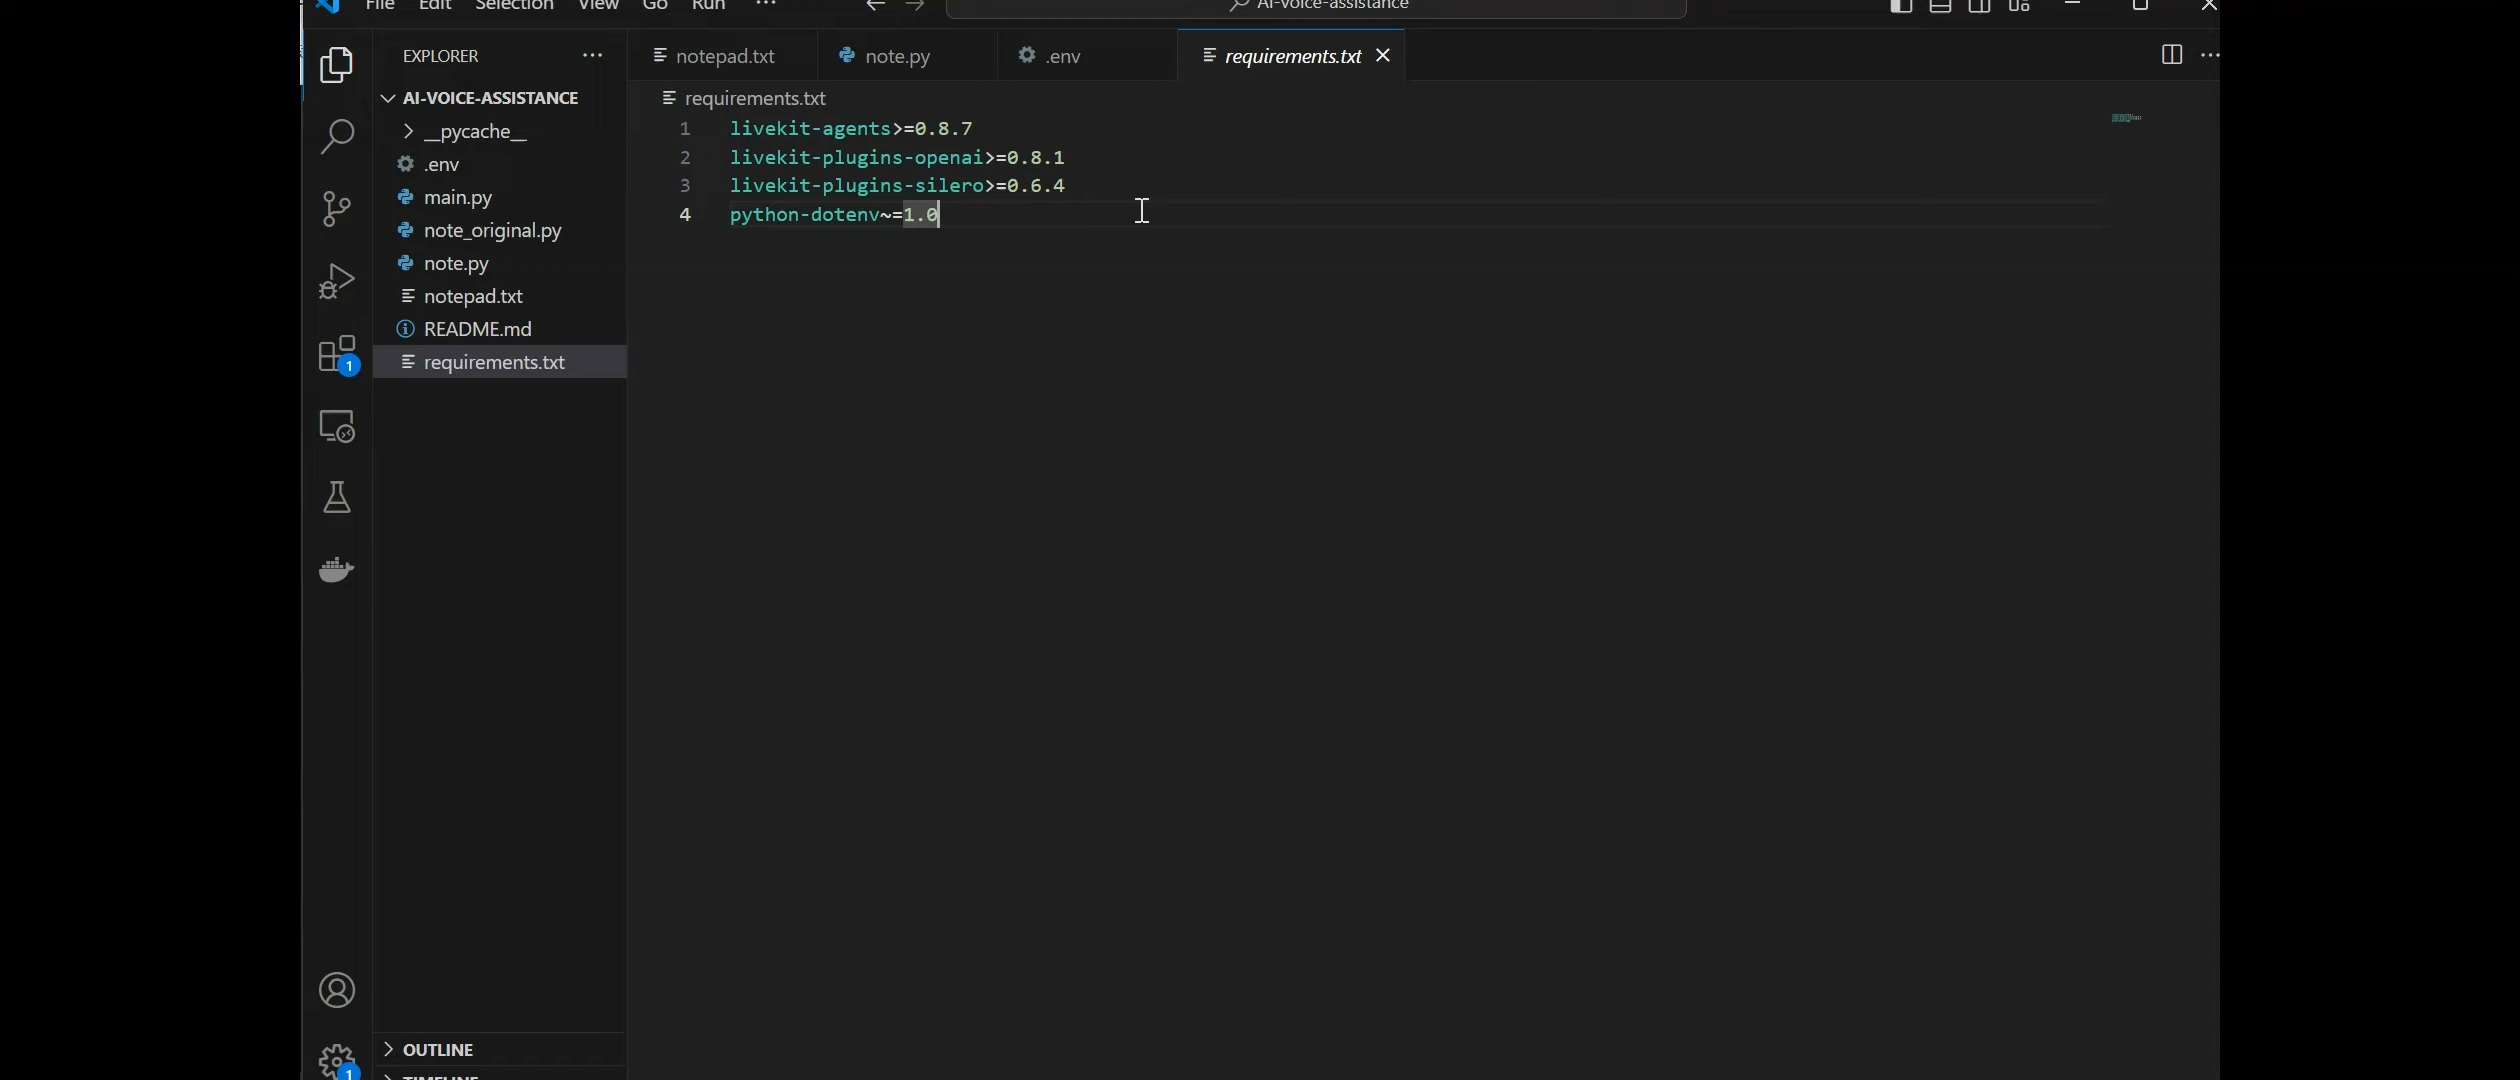 File Edit Selection View Go Run
AI-voice-assistance
EXPLORER
notepad.txt
note.py
.env
requirements.txt
AI-VOICE-ASSISTANCE
__pycache__
.env
main.py
note_original.py
note.py
notepad.txt
README.md
requirements.txt
1
requirements.txt
1 livekit-agents>=0.8.7
2 livekit-plugins-openai>=0.8.1
3 livekit-plugins-silero>=0.6.4
4 python-dotenv~=1.0
OUTLINE
TIMELINE
1